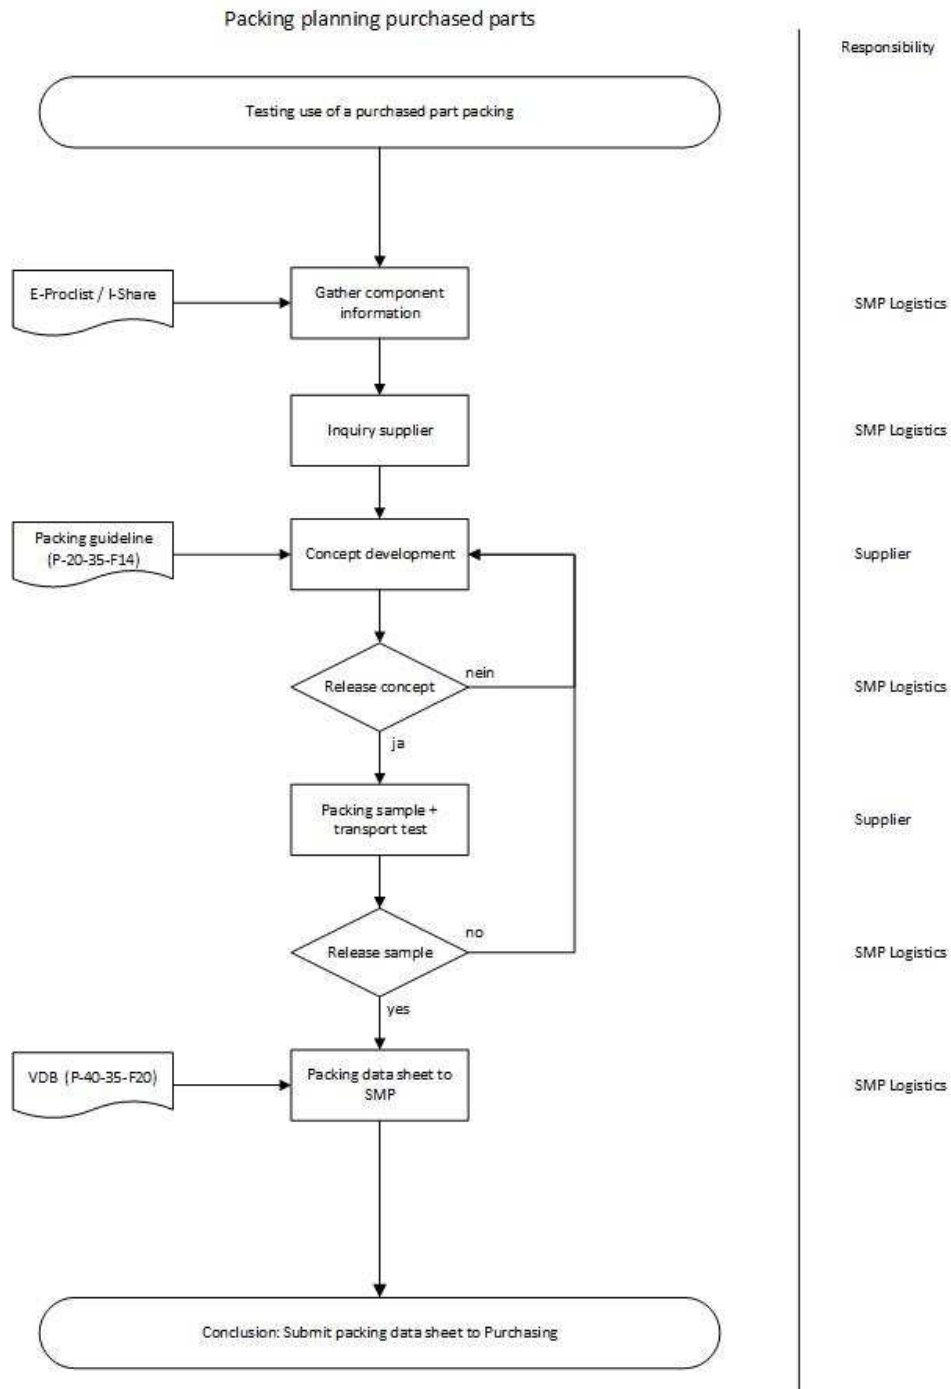 Packing planning purchased parts
Responsibility
Testing use of a purchased part packing
E-Proclist / I-Share
Gather component
information
SMP Logistics
Inquiry supplier
SMP Logistics
Packing guideline
(P-20-35-F14)
Concept development
Supplier
nein
Release concept
SMP Logistics
ja
Packing sample +
transport test
Supplier
no
Release sample
SMP Logistics
yes
VDB (P-40-35-F20)
Packing data sheet to
SMP
SMP Logistics
Conclusion: Submit packing data sheet to Purchasing